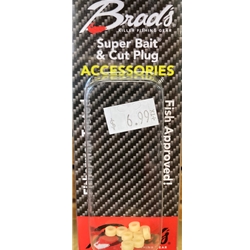 Brad's
KILLER FISHING GEAR
Super Bait
& Cut Plug
ACCESSORIES
$ 6.99
Fish Approved!